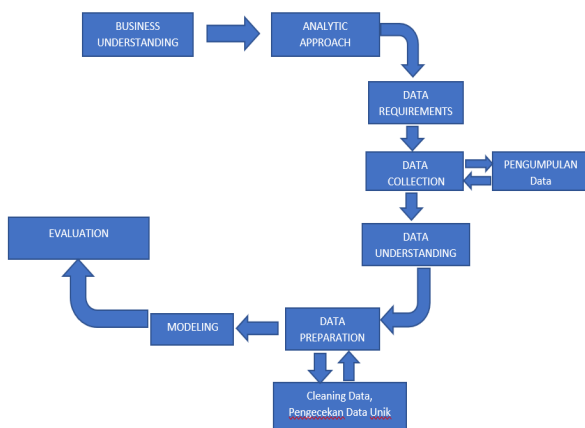 BUSINESS
UNDERSTANDING
ANALYTIC
APPROACH
DATA
REQUIREMENTS
DATA
COLLECTION
PENGUMPULAN
Data
DATA
UNDERSTANDING
DATA
PREPARATION
Cleaning Data,
Pengecekan Data Unik
MODELING
EVALUATION